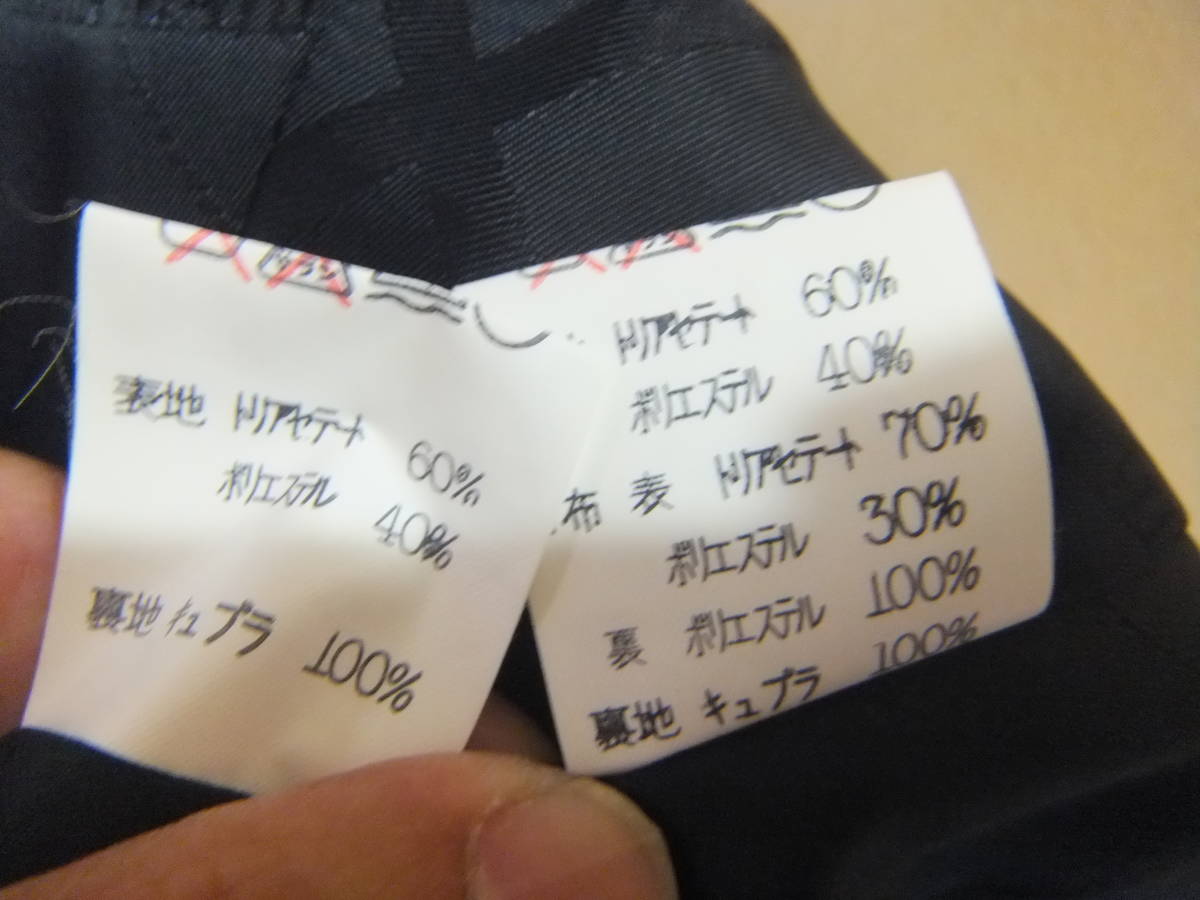 表地 トリアセテート 60%
ポリエステル 40%
裏地 キュプラ 100%
トリアセテート 60%
ポリエステル 40%
布 表 トリアセテート 70%
ポリエステル 30%
裏 ポリエステル 100%
裏地 キュプラ 100%